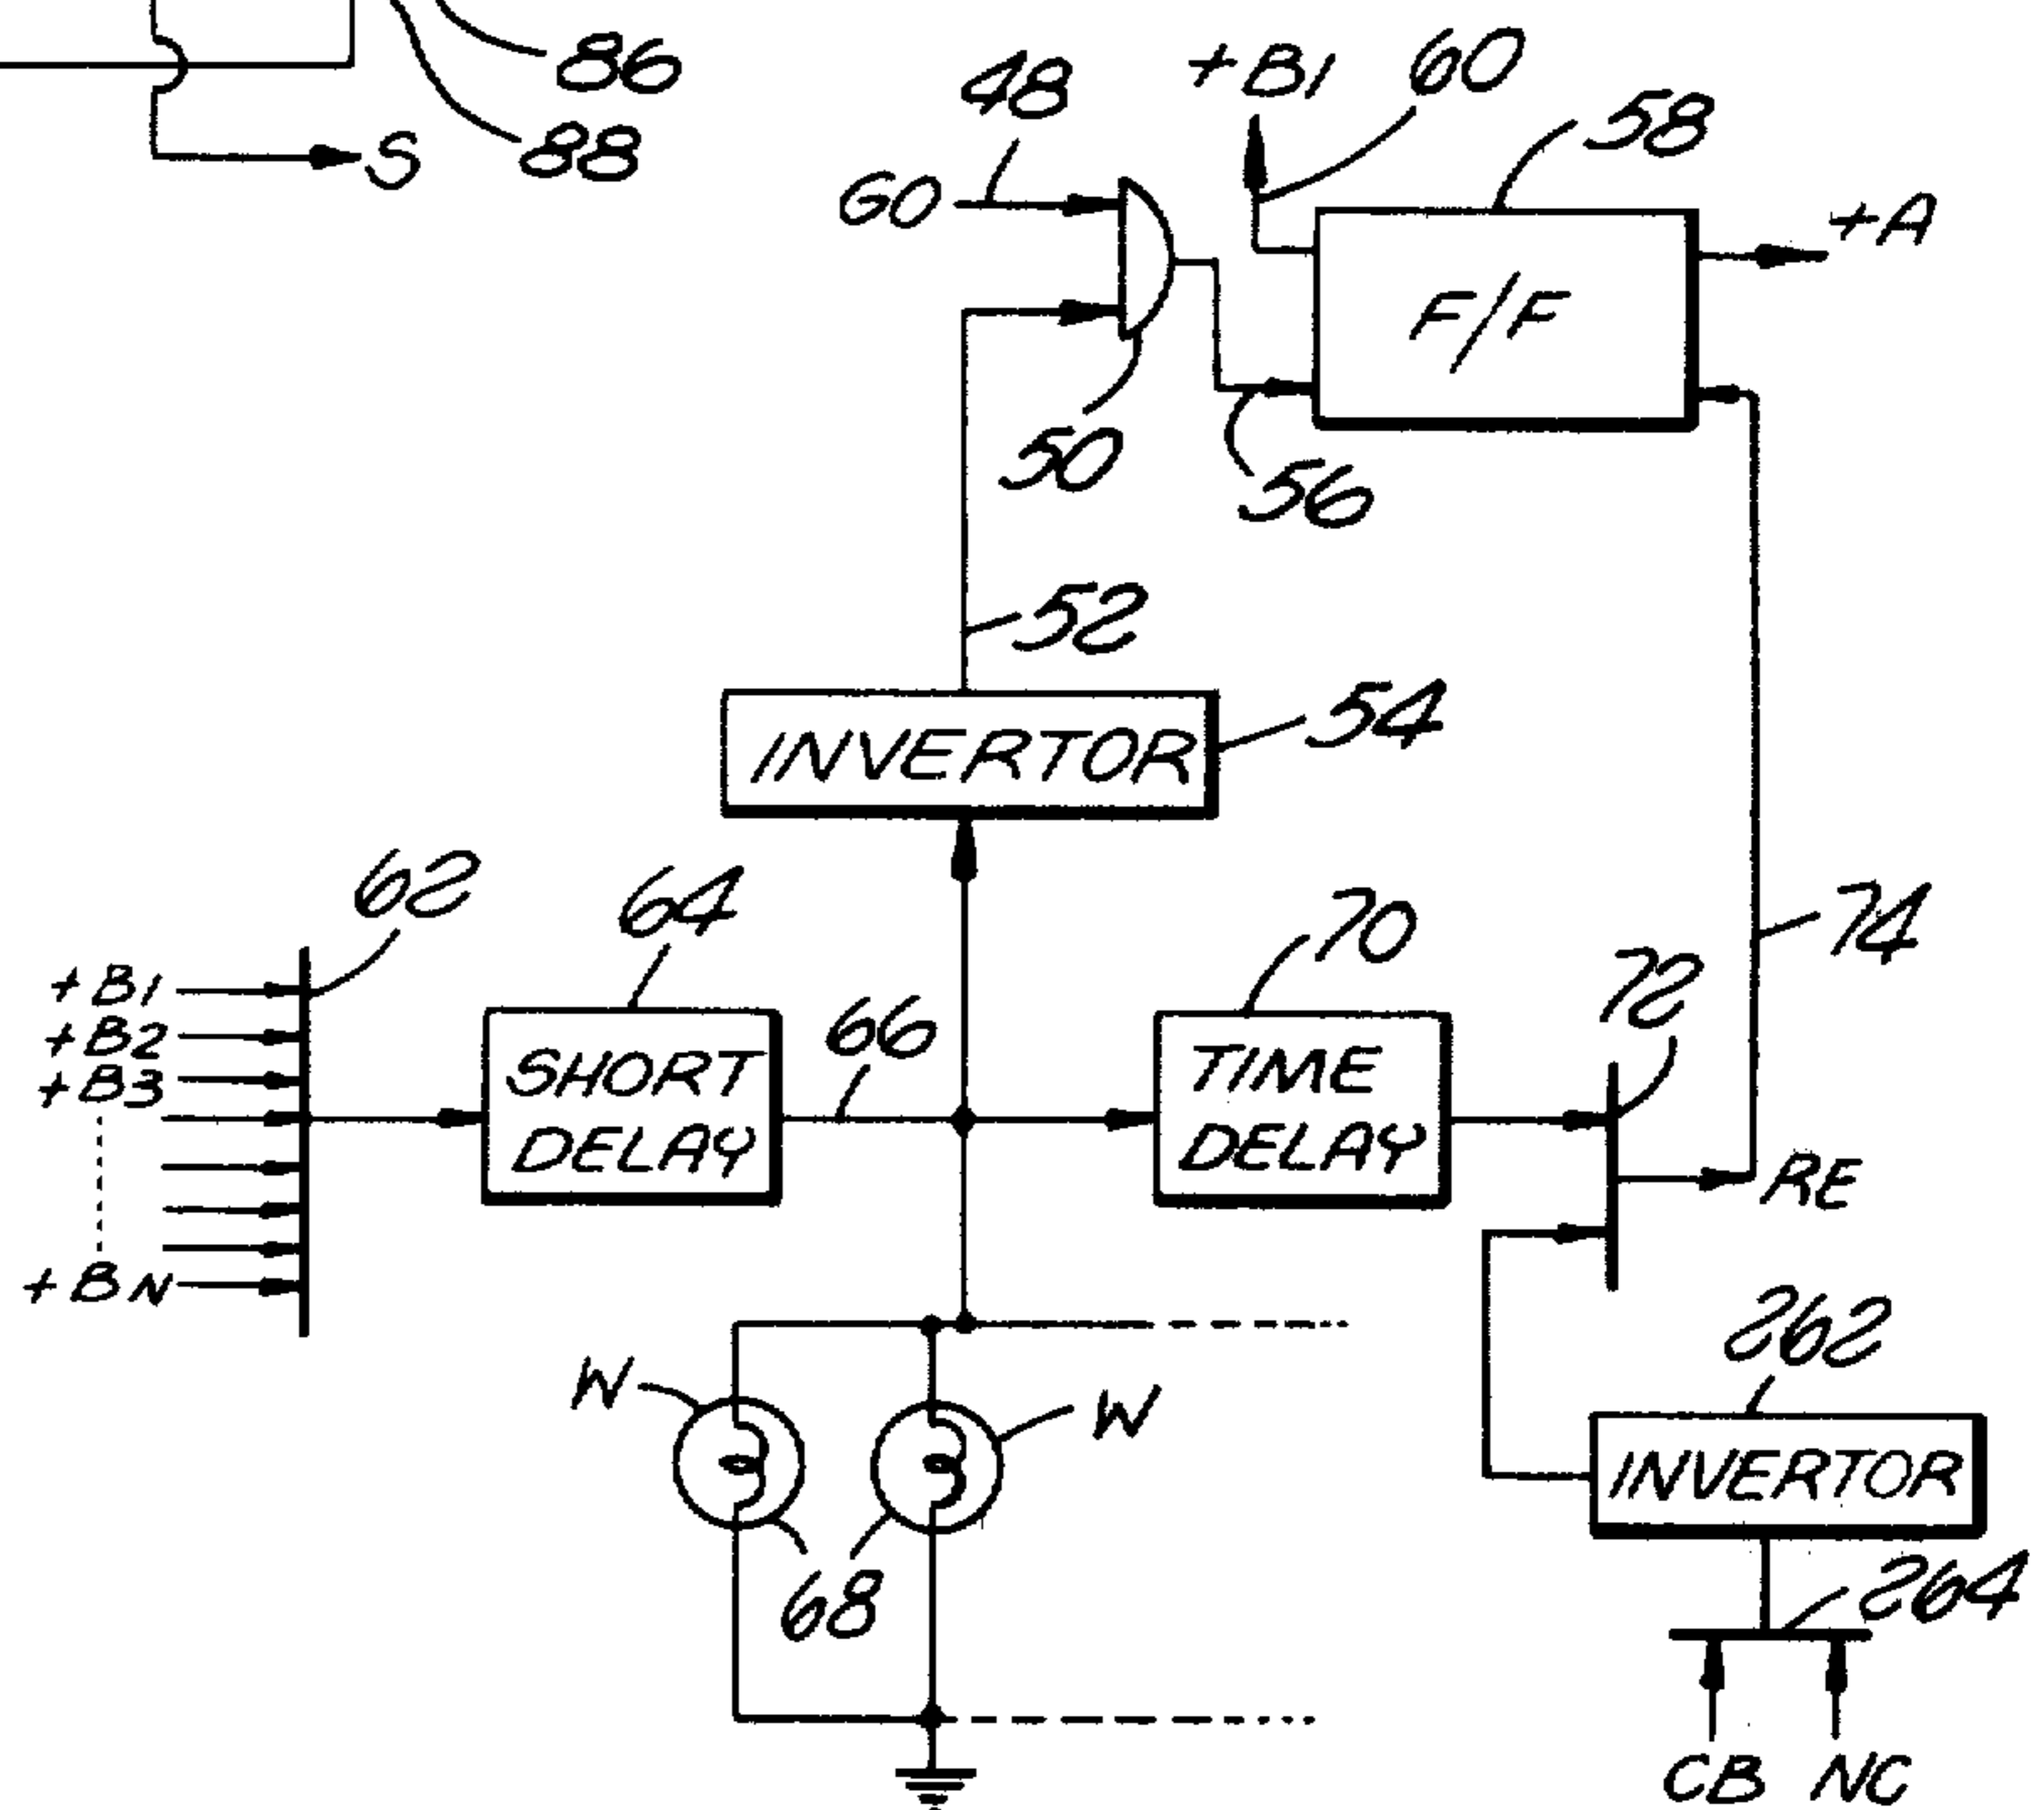 86
88
S
48
+B1
60
58
GO
+A
F/F
50
56
52
INVERTOR
54
62
64
70
74
72
+B1
+B2
+B3
+BN
SHORT
DELAY
66
TIME
DELAY
RE
262
W
W
INVERTOR
68
264
CB
NC